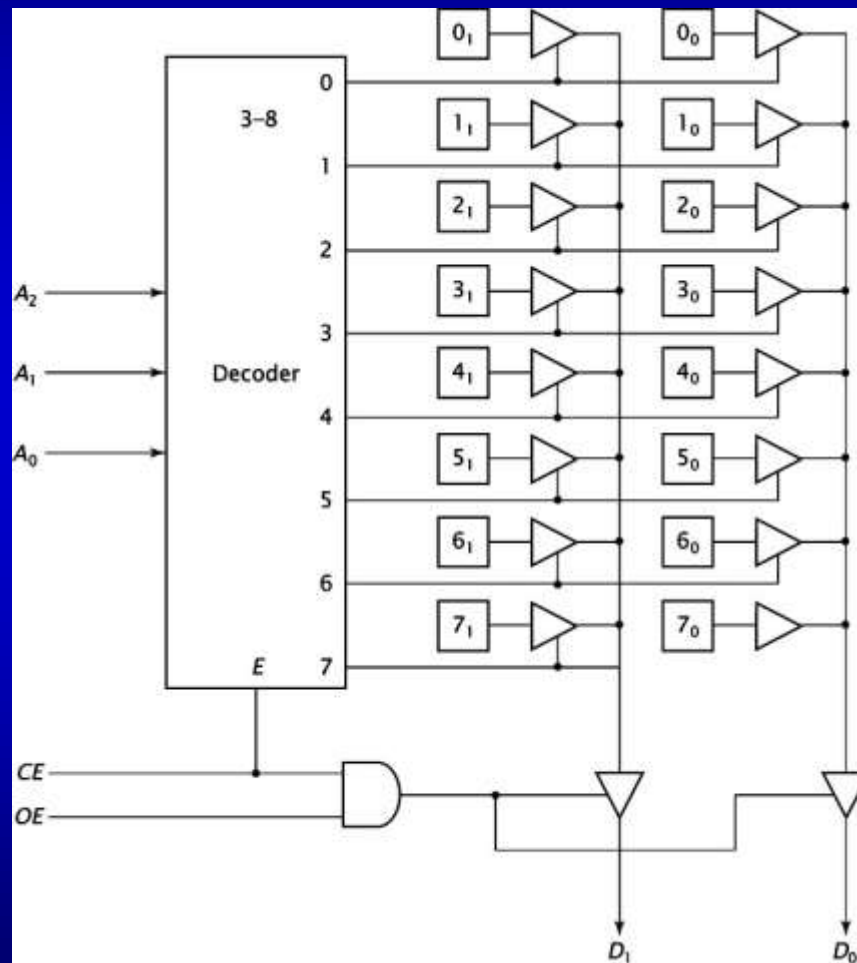 0₁ 0₀
0
3–8
1₁ 1₀
1
2₁ 2₀
2
A₂
3₁ 3₀
3
A₁
Decoder
4₁ 4₀
4
A₀
5₁ 5₀
5
6₁ 6₀
6
7₁ 7₀
E 7
CE
OE
D₁ D₀